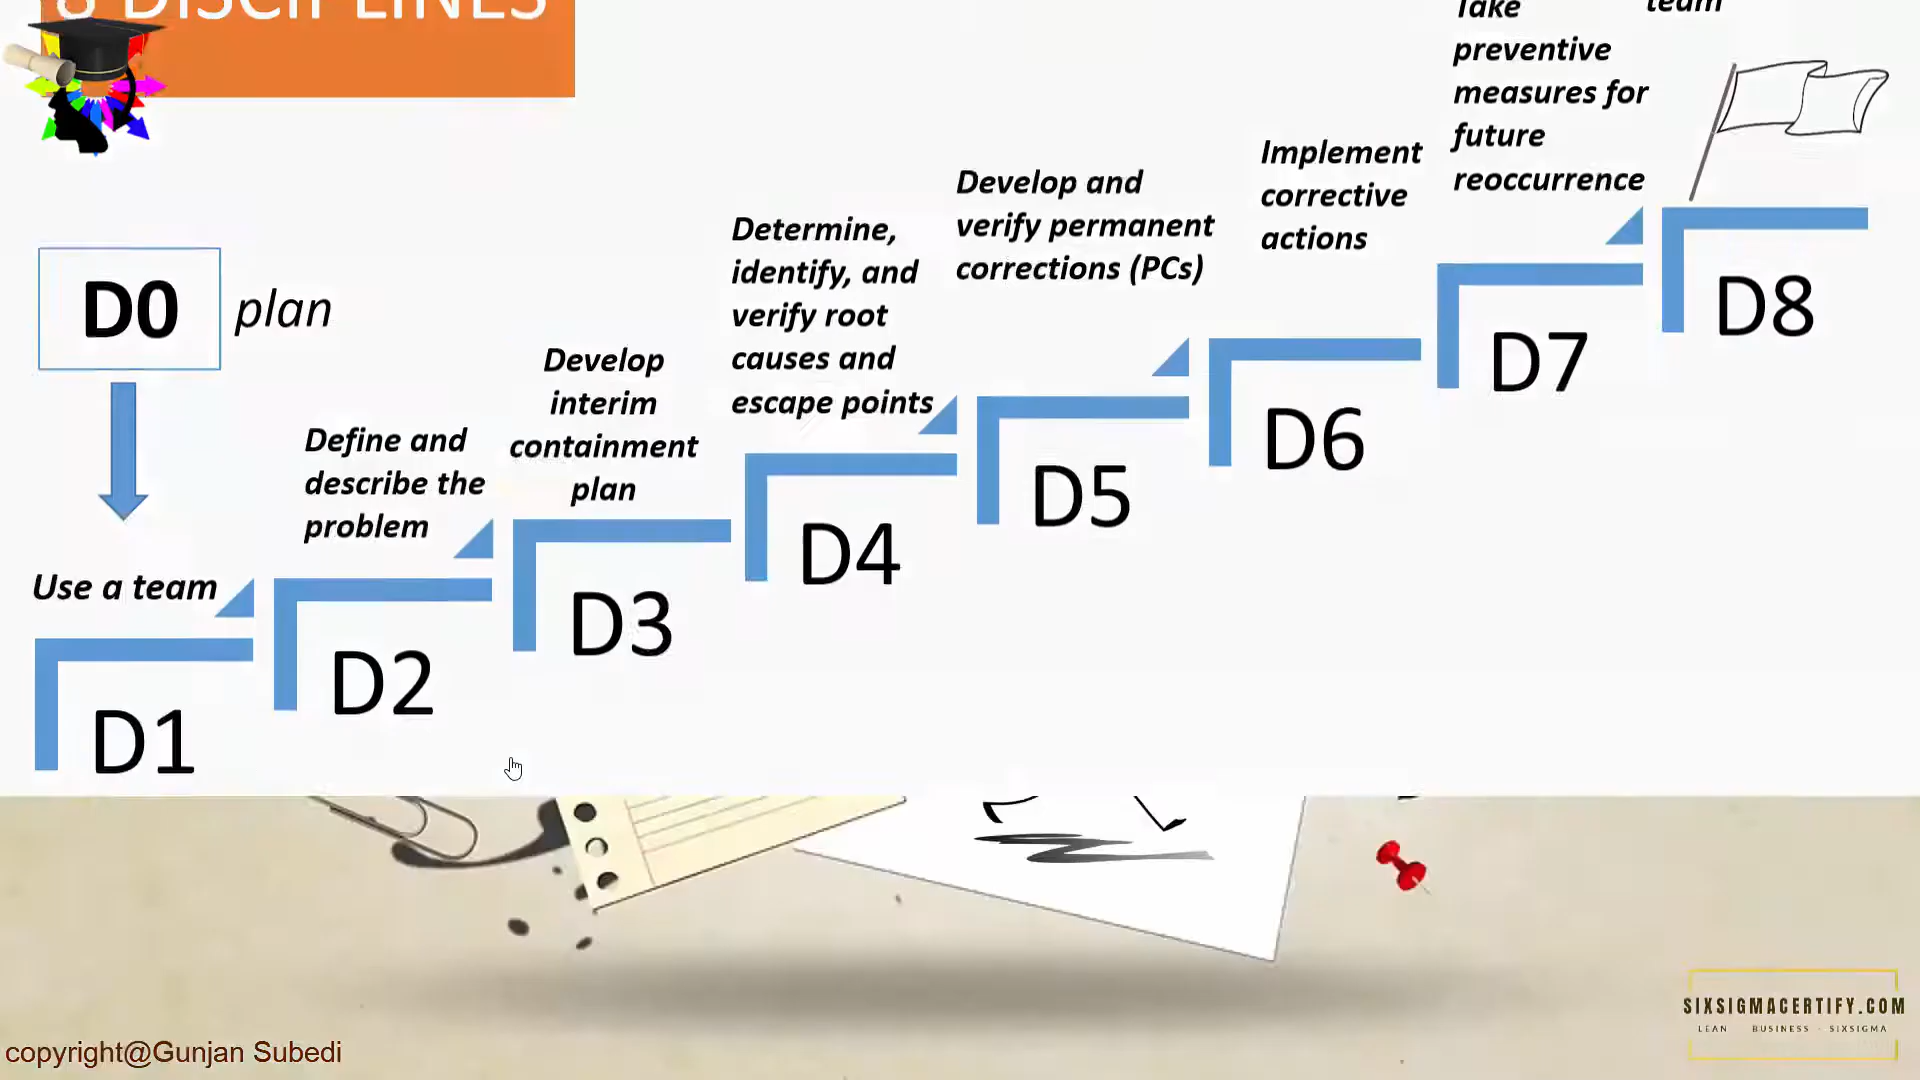 8 DISCIPLINES
D0
plan
Use a team
D1
Define and
describe the
problem
D2
Develop
interim
containment
plan
D3
Determine,
identify, and
verify root
causes and
escape points
D4
Develop and
verify permanent
corrections (PCs)
D5
Implement
corrective
actions
D6
Take
preventive
measures for
future
reoccurrence
D7
team
D8
SIXSIGMACERTIFY.COM
LEAN BUSINESS - SIXSIGMA
copyright@Gunjan Subedi